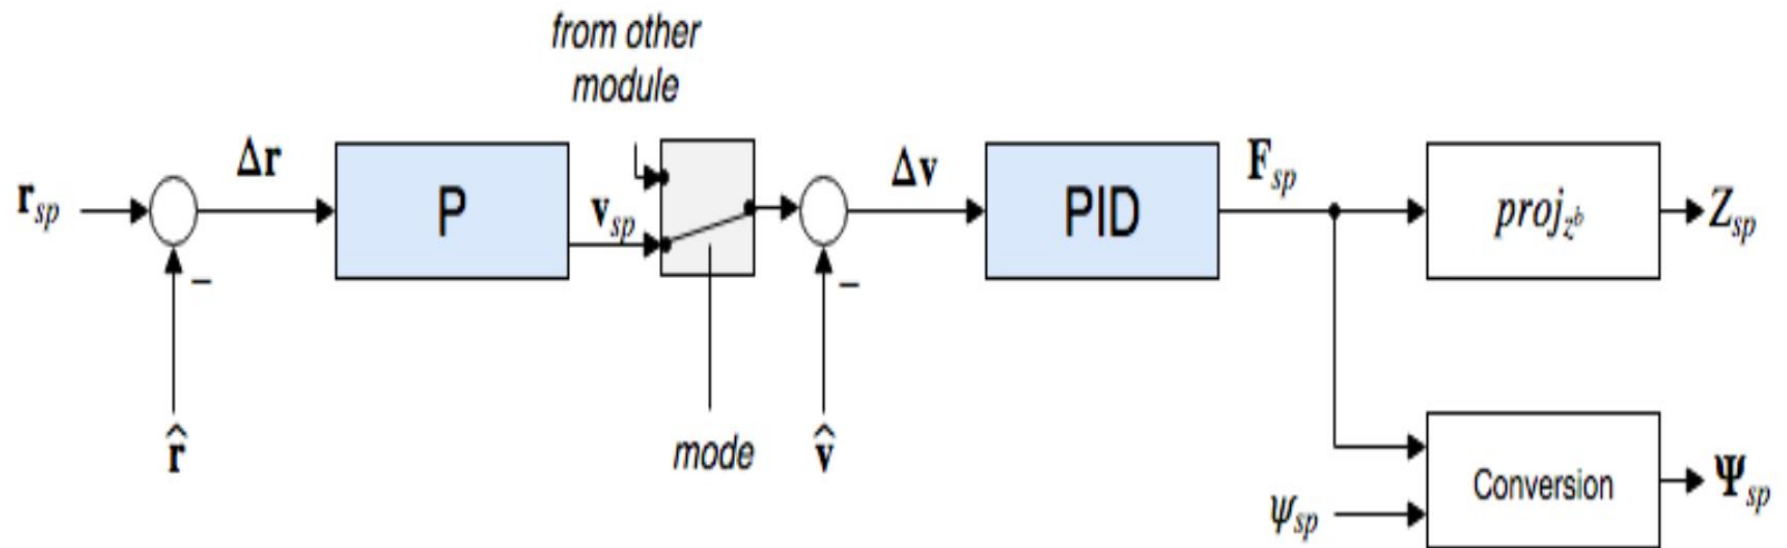 from other
module
Δr
P
v_sp
Δv
PID
F_sp
proj_z^b
Z_sp
r_sp
−
−
r̂
mode
v̂
Conversion
Ψ_sp
ψ_sp